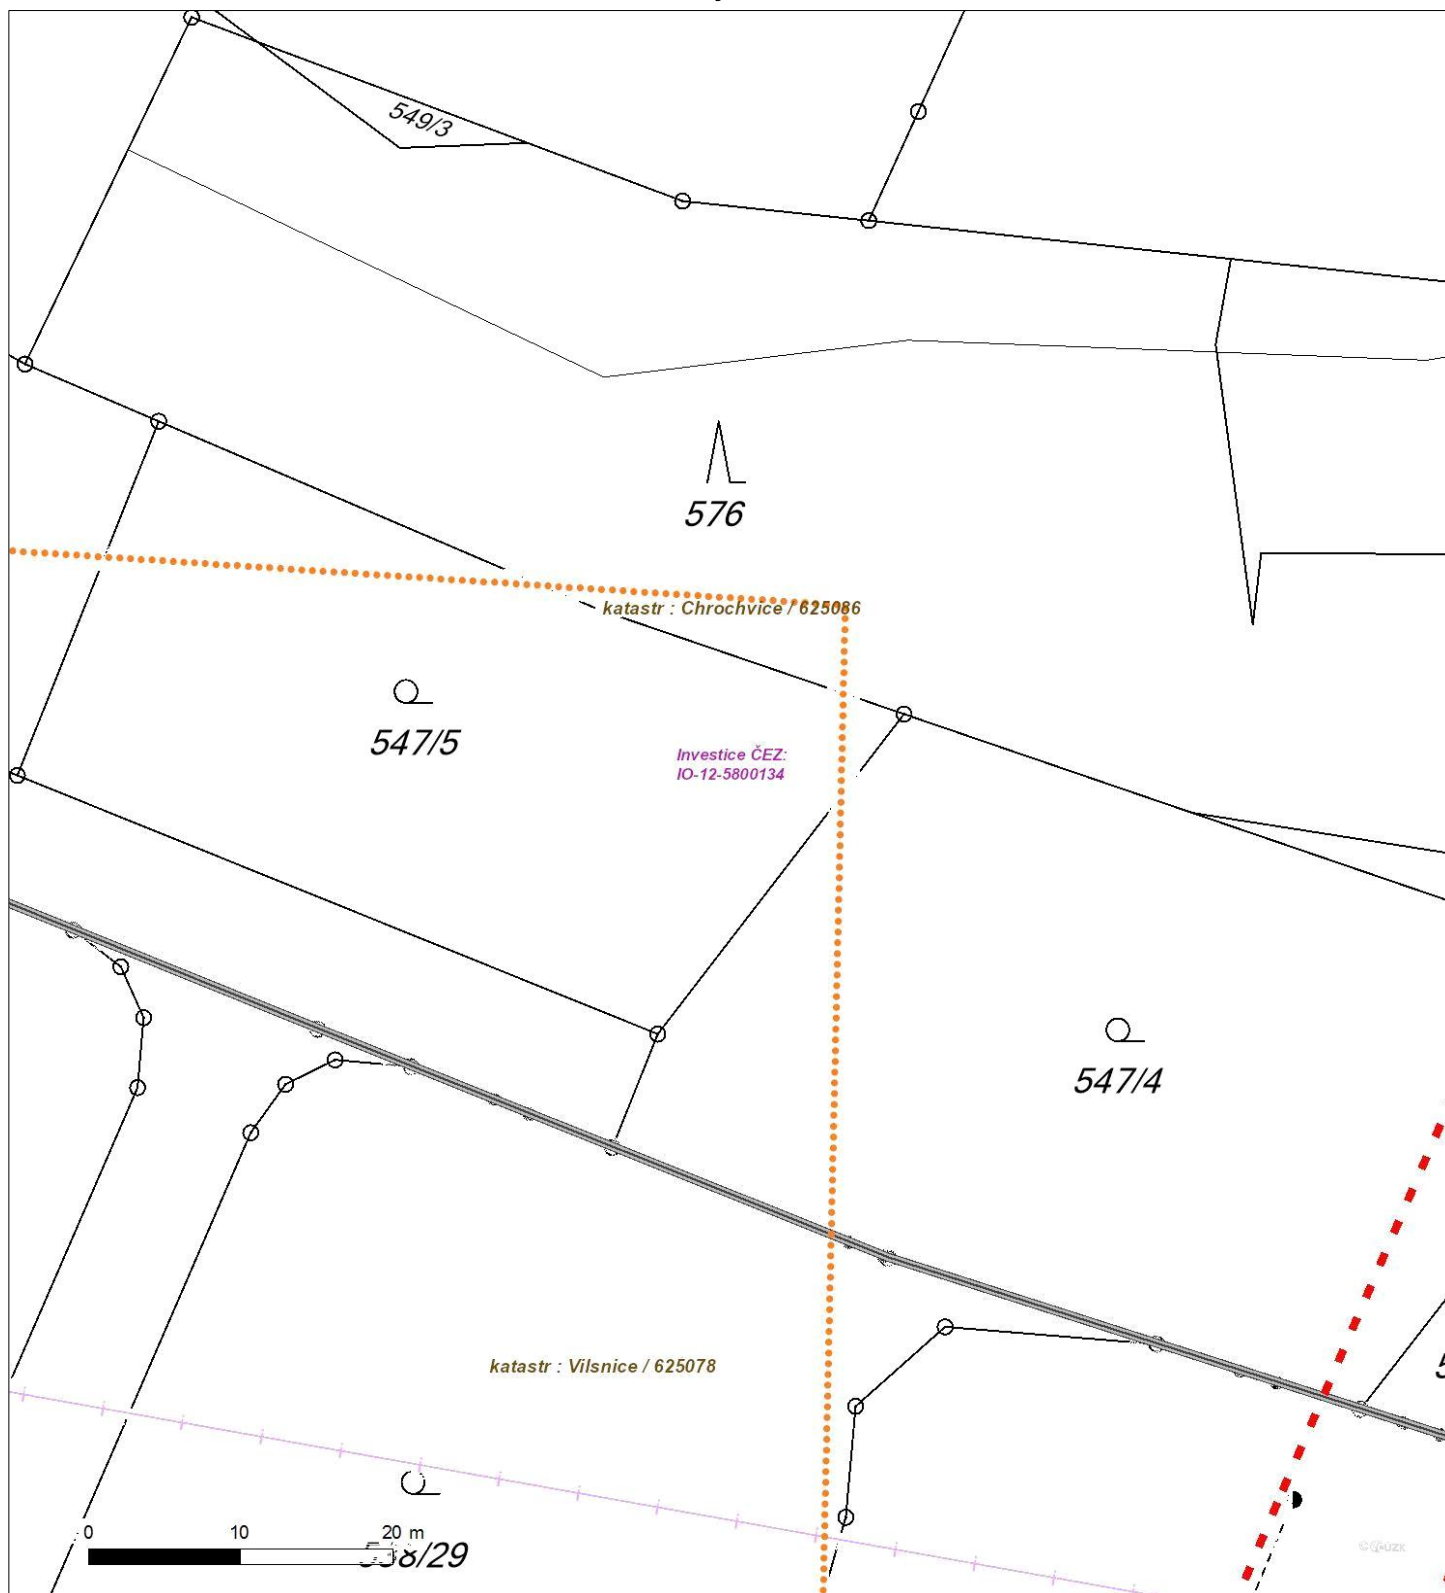 549/3
576
katastr : Chrochvice / 625086
547/5
Investice ČEZ:
IO-12-5800134
547/4
katastr : Vilsnice / 625078
0 10 20 m